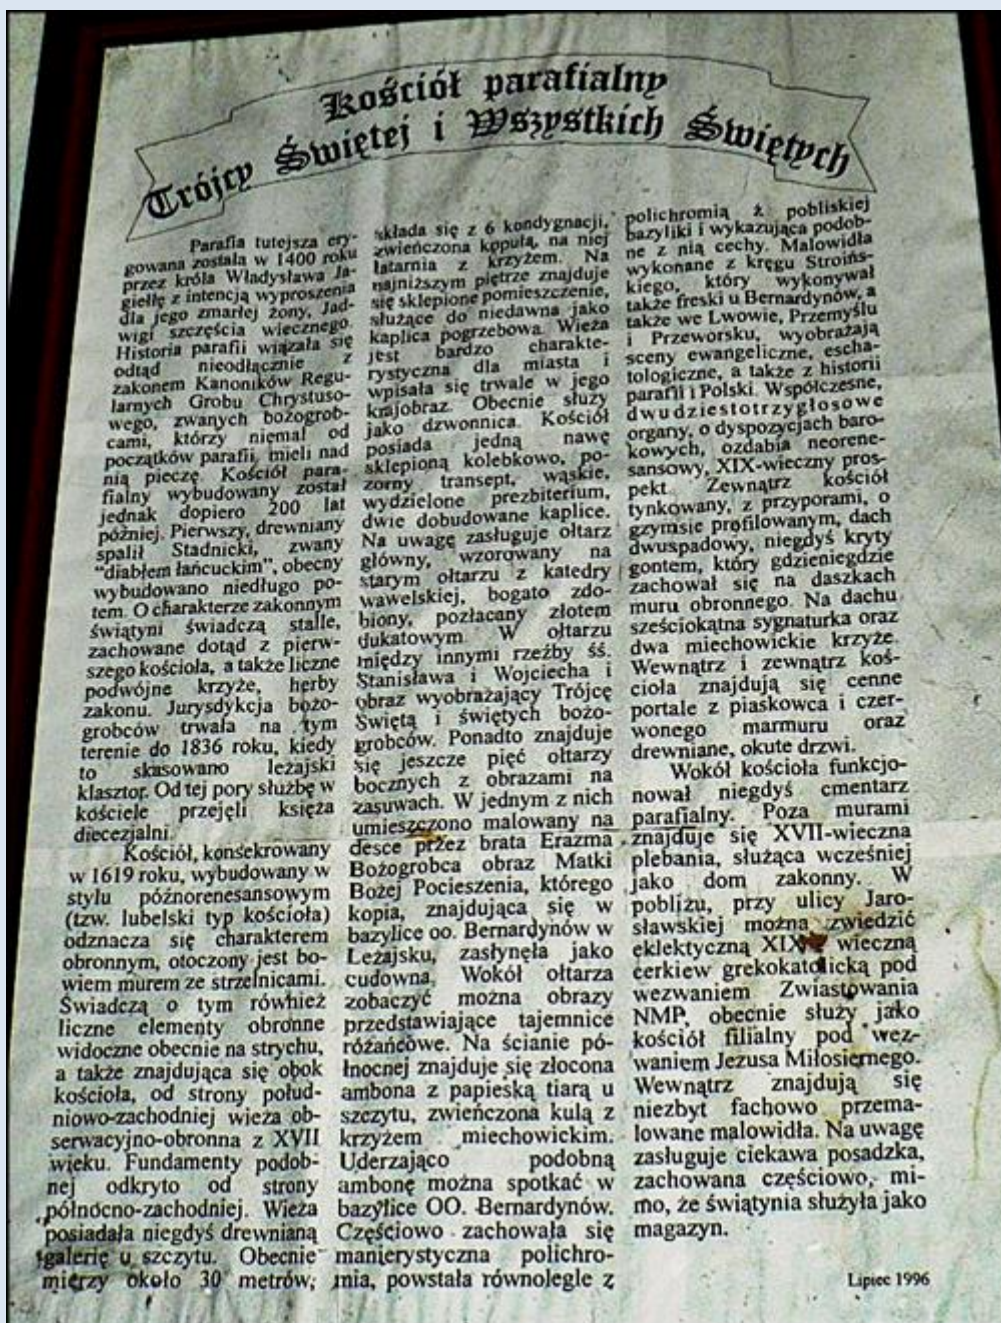 Kościół parafialny
Trójcy Świętej i Wszystkich Świętych
Parafia tutejsza ery-
gowana została w 1400 roku
przez króla Władysława Ja-
giełłę z intencją wyproszenia
dla jego zmarłej żony, Jad-
wigi szczęścia wiecznego.
Historia parafii wiązała się
odtąd nieodłącznie z
zakonem Kanoników Regu-
larnych Grobu Chrystuso-
wego, zwanych bożogrob-
cami, którzy niemal od
początków parafii, mieli nad
nią pieczę. Kościół para-
fialny wybudowany został
jednak dopiero 200 lat
później. Pierwszy, drewniany
spalił Stadnicki, zwany
"diabłem łańcuckim", obecny
wybudowano niedługo po-
tem. O charakterze zakonnym
świątyni świadczą stalle,
zachowane dotąd z pierw-
szego kościoła, a także liczne
podwójne krzyże, herby
zakonu. Jurysdykcja bożo-
grobców trwała na tym
terenie do 1836 roku, kiedy
to skasowano leżajski
klasztor. Od tej pory służbę w
kościele przejęli księża
diecezjalni.
Kościół, konsekrowany
w 1619 roku, wybudowany w
stylu późnorenesansowym
(tzw. lubelski typ kościoła)
odznacza się charakterem
obronnym, otoczony jest bo-
wiem murem ze strzelnicami.
Świadczą o tym również
liczne elementy obronne
widoczne obecnie na strychu,
a także znajdująca się obok
kościoła, od strony połud-
niowo-zachodniej wieża ob-
serwacyjno-obronna z XVII
wieku. Fundamenty podob-
nej odkryto od strony
północno-zachodniej. Wieża
posiadała niegdyś drewnianą
galerię u szczytu. Obecnie
mierzy około 30 metrów,
składa się z 6 kondygnacji,
zwieńczona kopułą, na niej
latarnia z krzyżem. Na
najniższym piętrze znajduje
się sklepione pomieszczenie,
służące do niedawna jako
kaplica pogrzebowa. Wieża
jest bardzo charakte-
rystyczna dla miasta i
wpisała się trwale w jego
krajobraz. Obecnie służy
jako dzwonnica. Kościół
posiada jedną nawę
sklepioną kolebkowo, po-
zorny transept, wąskie,
wydzielone prezbiterium,
dwie dobudowane kaplice.
Na uwagę zasługuje ołtarz
główny, wzorowany na
starym ołtarzu z katedry
wawelskiej, bogato zdo-
biony, pozłacany złotem
dukatowym. W ołtarzu
między innymi rzeźby śś.
Stanisława i Wojciecha i
obraz wyobrażający Trójcę
Świętą i świętych bożo-
grobców. Ponadto znajduje
się jeszcze pięć ołtarzy
bocznych z obrazami na
zasuwach. W jednym z nich
umieszczono malowany na
desce przez brata Erazma
Bożogrobca obraz Matki
Bożej Pocieszenia, którego
kopia, znajdująca się w
bazylice oo. Bernardynów w
Leżajsku, zasłynęła jako
cudowna. Wokół ołtarza
zobaczyć można obrazy
przedstawiające tajemnice
różańcowe. Na ścianie pó-
łnocnej znajduje się złocona
ambona z papieską tiarą u
szczytu, zwieńczona kulą z
krzyżem miechowickim.
Uderzająco podobną
ambonę można spotkać w
bazylice OO. Bernardynów.
Częściowo zachowała się
manierystyczna polichro-
mia, powstała równolegle z
polichromią z pobliskiej
bazyliki i wykazująca podob-
ne z nią cechy. Malowidła
wykonane z kręgu Stroińs-
kiego, który wykonywał
także freski u Bernardynów, a
także we Lwowie, Przemyślu
i Przeworsku, wyobrażają
sceny ewangeliczne, escha-
tologiczne, a także z historii
parafii i Polski. Współczesne,
dwudziestotrzygłosowe
organy, o dyspozycjach baro-
kowych, ozdabia neorene-
sansowy, XIX-wieczny pros-
pekt. Zewnątrz kościół
tynkowany, z przyporami, o
gzymsie profilowanym, dach
dwuspadowy, niegdyś kryty
gontem, który gdzieniegdzie
zachował się na daszkach
muru obronnego. Na dachu
sześciokątna sygnaturka oraz
dwa miechowickie krzyże.
Wewnątrz i zewnątrz koś-
cioła znajdują się cenne
portale z piaskowca i czer-
wonego marmuru oraz
drewniane, okute drzwi.
Wokół kościoła funkcjo-
nował niegdyś cmentarz
parafialny. Poza murami
znajduje się XVII-wieczna
plebania, służąca wcześniej
jako dom zakonny. W
pobliżu, przy ulicy Jaro-
sławskiej można zwiedzić
eklektyczną XIX wieczną
cerkiew grekokatolicką pod
wezwaniem Zwiastowania
NMP, obecnie służy jako
kościół filialny pod wez-
waniem Jezusa Miłosiernego.
Wewnątrz znajdują się
niezbyt fachowo przema-
lowane malowidła. Na uwagę
zasługuje ciekawa posadzka,
zachowana częściowo, mi-
mo, że świątynia służyła jako
magazyn.
Lipiec 1996